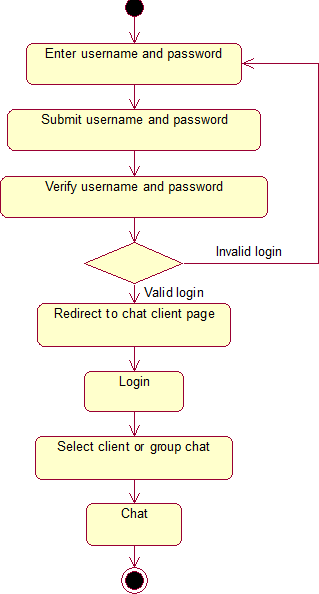 Enter username and password
Submit username and password
Verify username and password
Invalid login
Valid login
Redirect to chat client page
Login
Select client or group chat
Chat